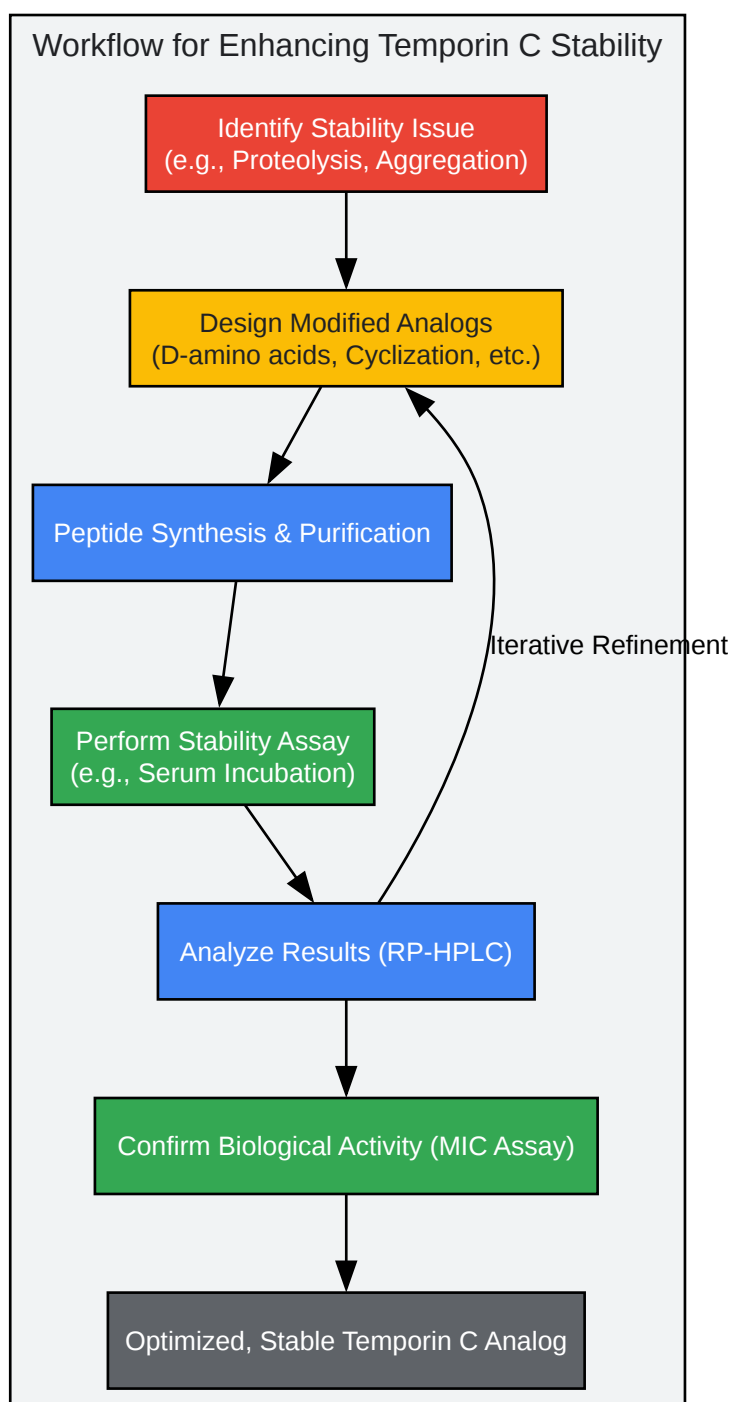 Workflow for Enhancing Temporin C Stability
Identify Stability Issue
(e.g., Proteolysis, Aggregation)
Design Modified Analogs
(D-amino acids, Cyclization, etc.)
Peptide Synthesis & Purification
Iterative Refinement
Perform Stability Assay
(e.g., Serum Incubation)
Analyze Results (RP-HPLC)
Confirm Biological Activity (MIC Assay)
Optimized, Stable Temporin C Analog